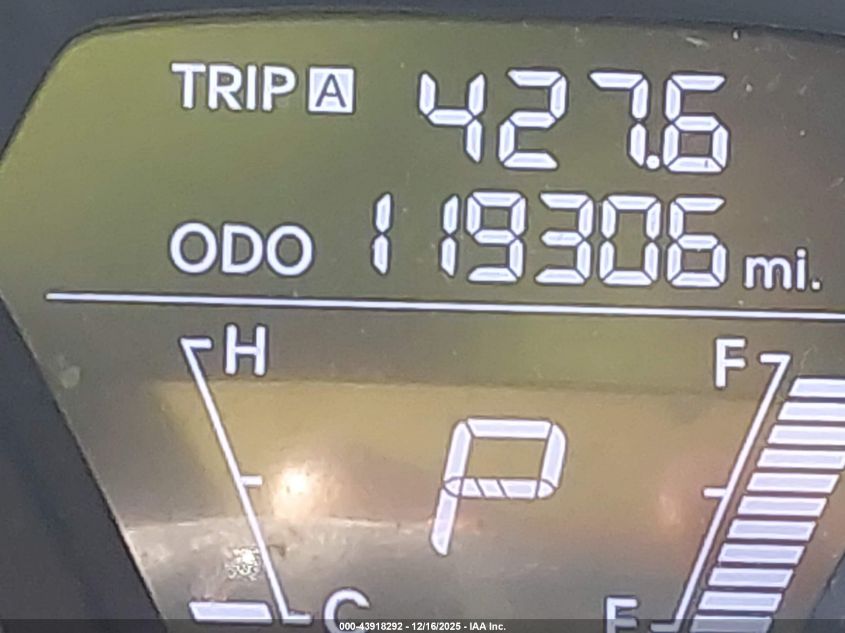 TRIP A 427.6
ODO 119306 mi.
H F
P
C E
000-43918292 - 12/16/2025 - IAA Inc.